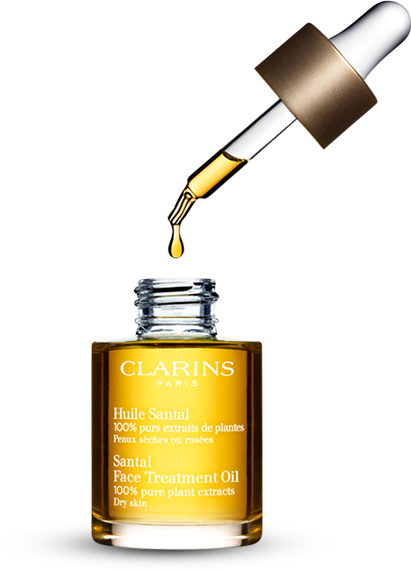 CLARINS
PARIS
Huile Santal
100% purs extraits de plantes
Peaux sèches ou rosées
Santal
Face Treatment Oil
100% pure plant extracts
Dry skin